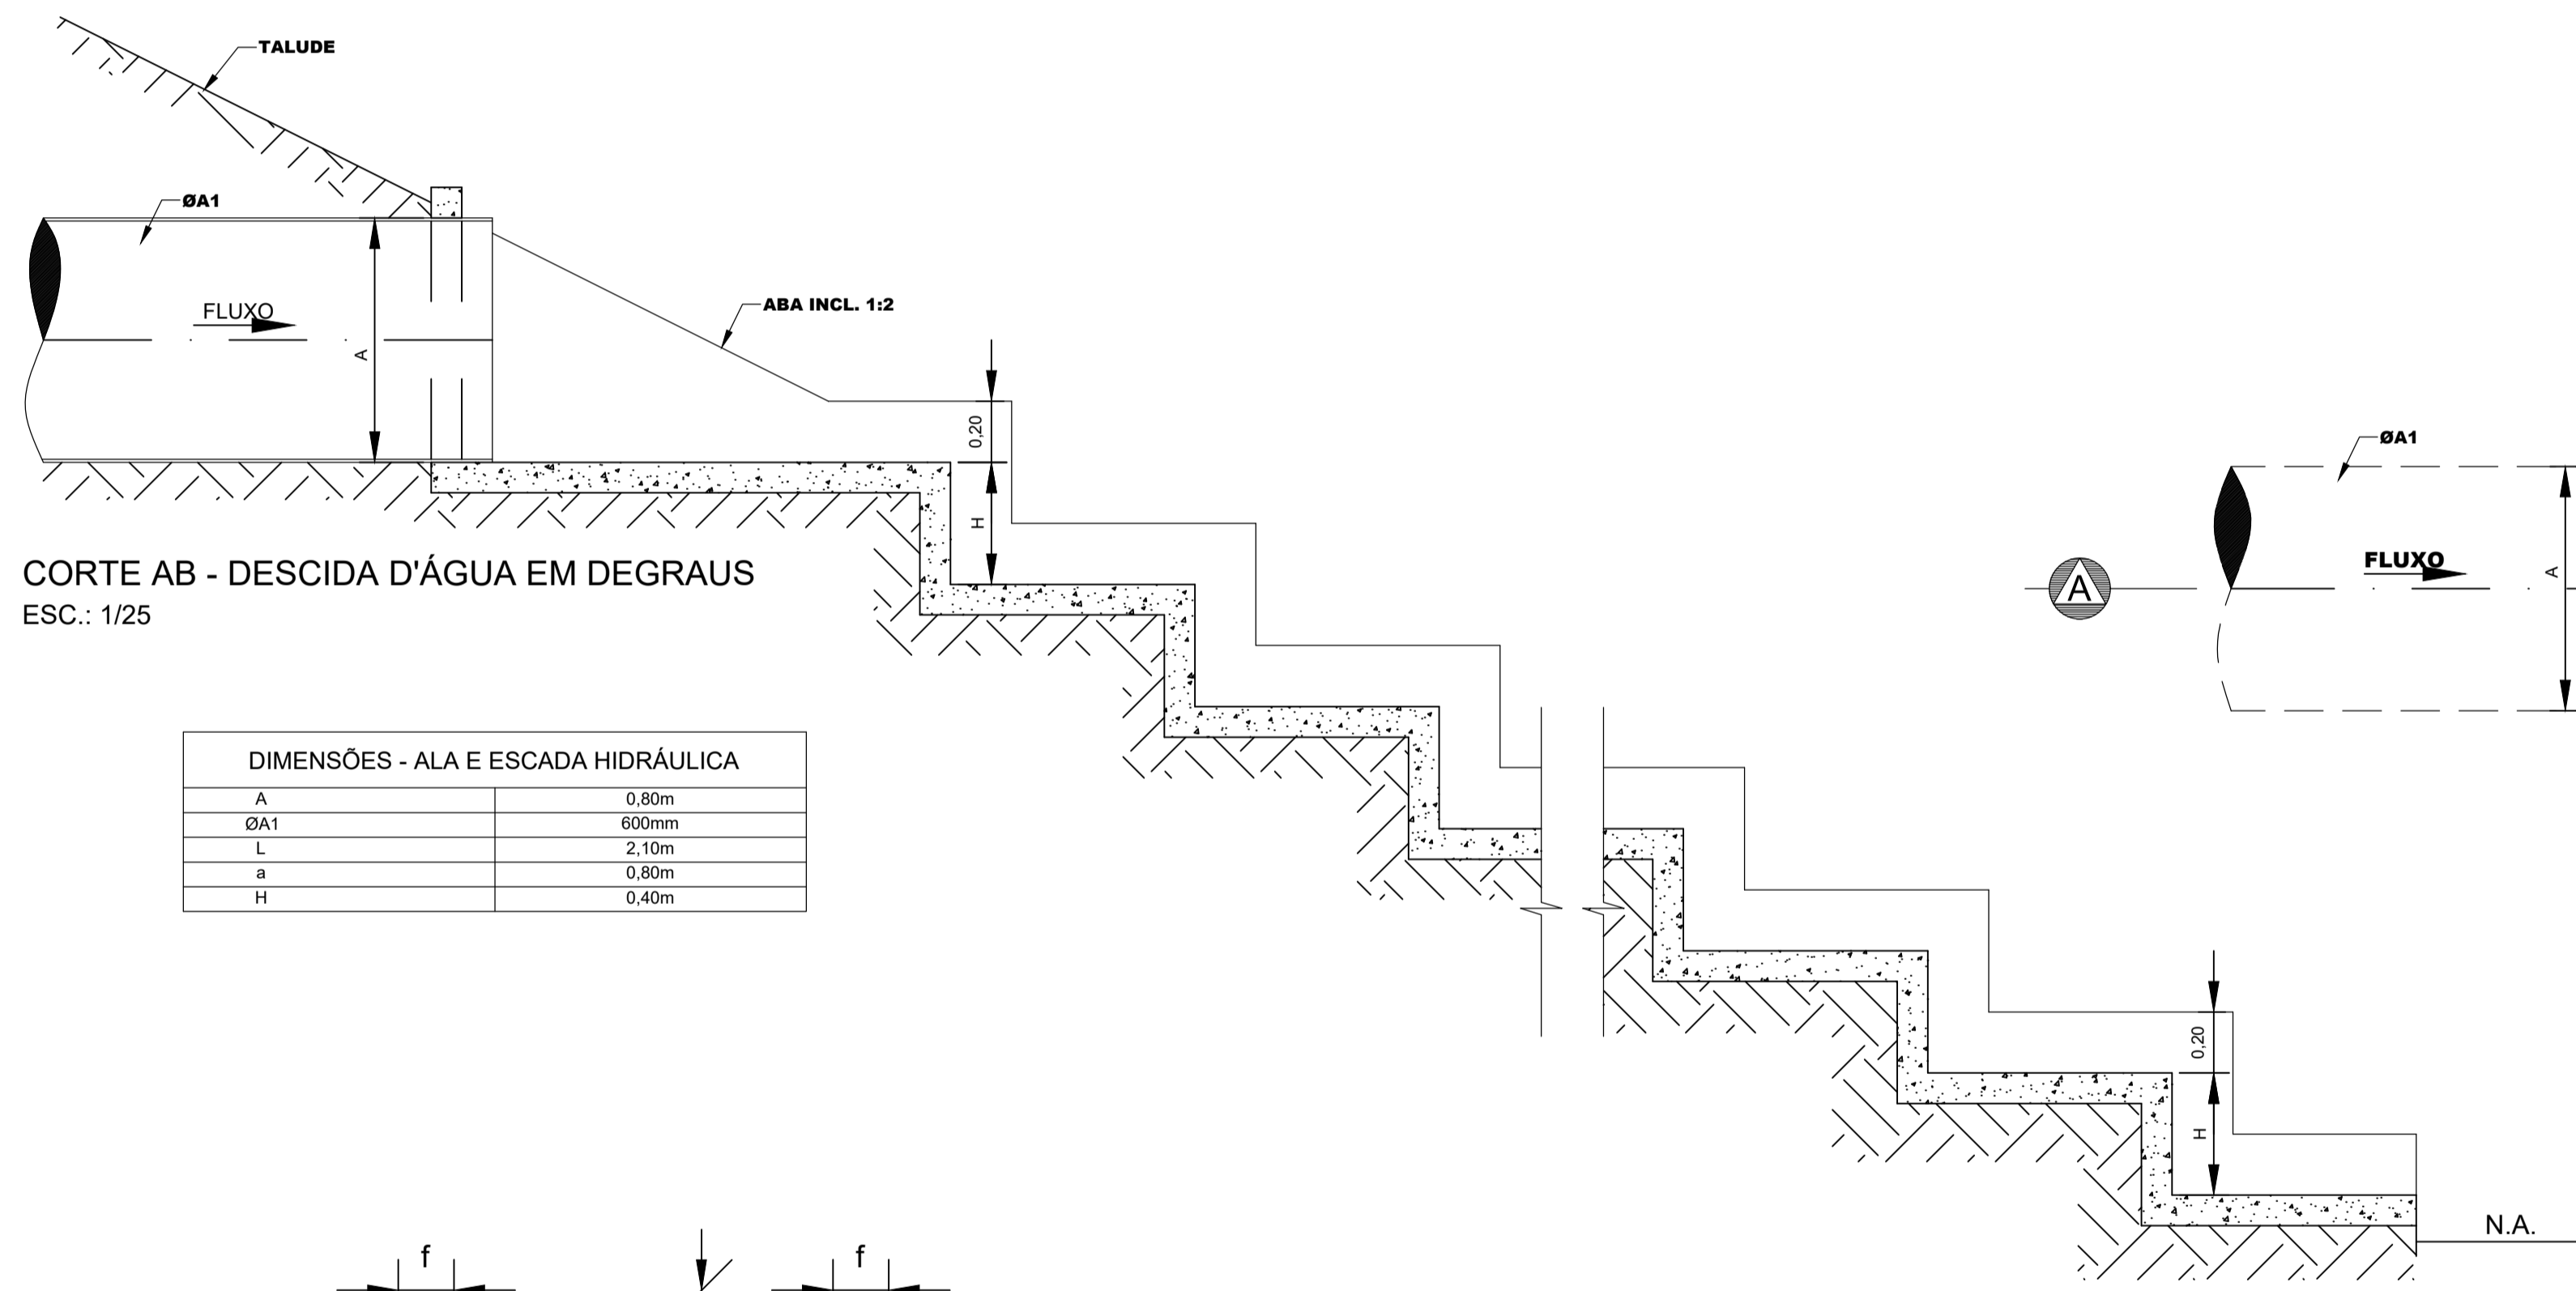 TALUDE
ØA1
FLUXO
A
ABA INCL. 1:2
0,20
H
ØA1
FLUXO
A
A
CORTE AB - DESCIDA D'ÁGUA EM DEGRAUS
ESC.: 1/25
DIMENSÕES - ALA E ESCADA HIDRÁULICA
A 0,80m
ØA1 600mm
L 2,10m
a 0,80m
H 0,40m
0,20
H
N.A.
f
f